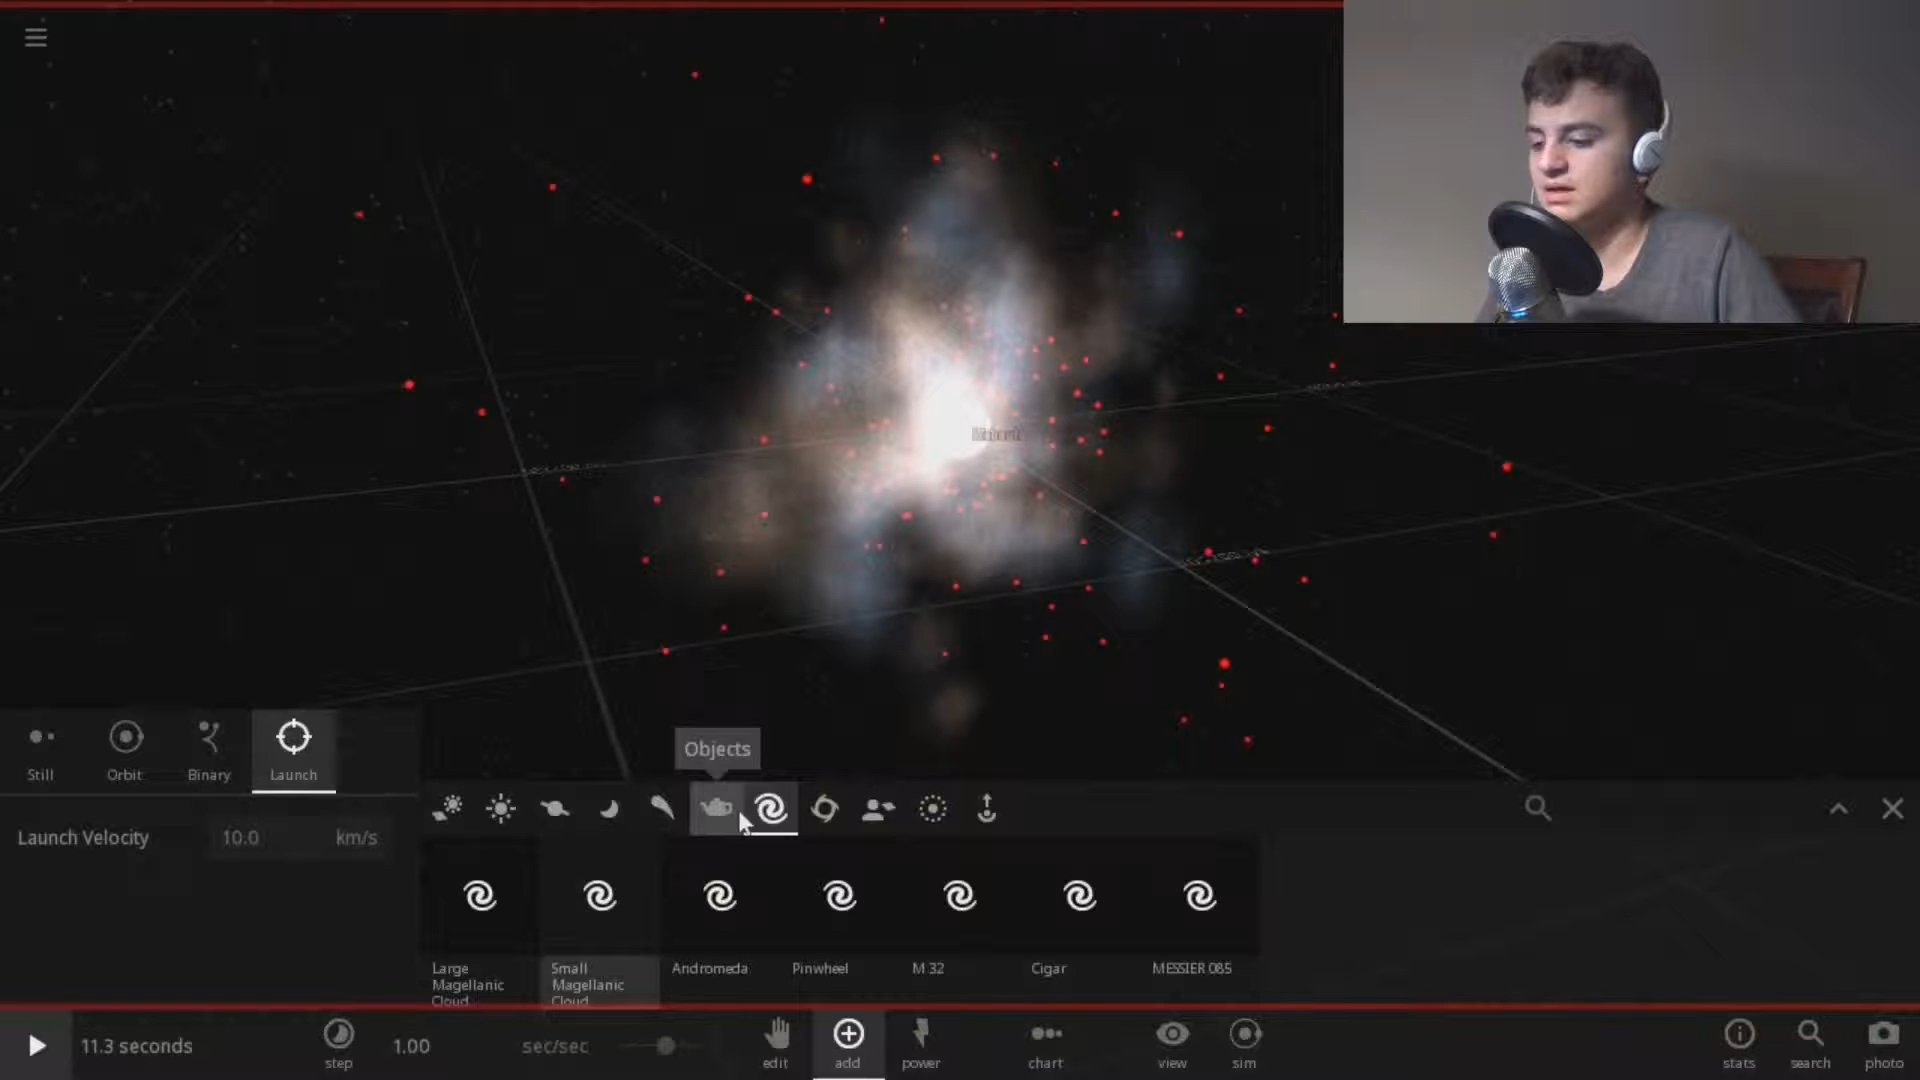 Objects
Still
Orbit
Binary
Launch
Launch Velocity
10.0
km/s
Large
Magellanic
Cloud
Small
Magellanic
Cloud
Andromeda
Pinwheel
M 32
Cigar
MESSIER 085
11.3 seconds
step
1.00
sec/sec
edit
add
power
chart
view
sim
stats
search
photo